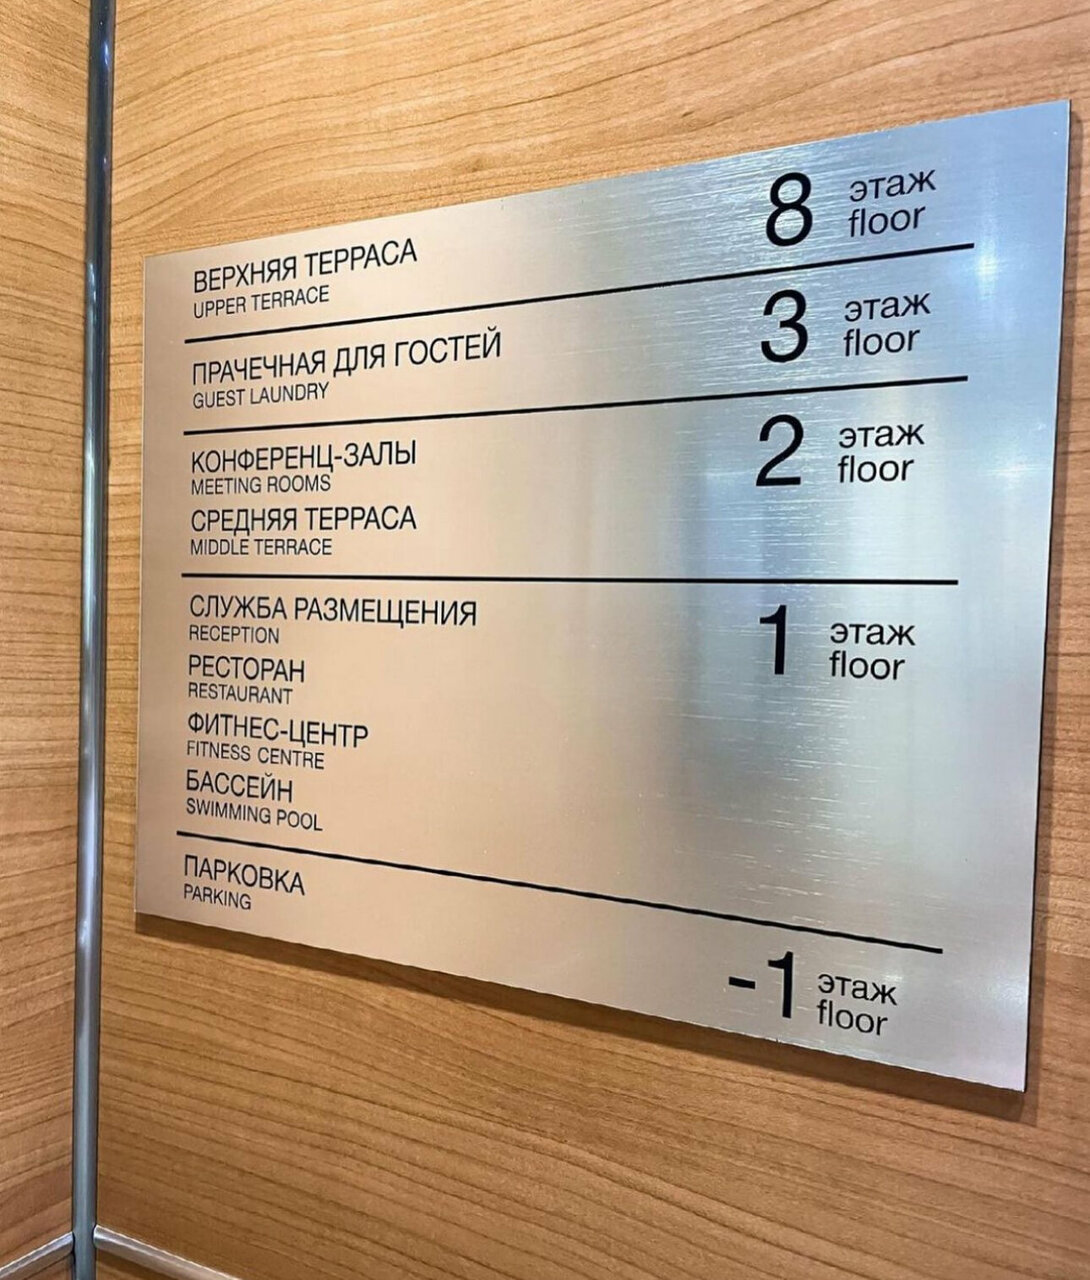 ВЕРХНЯЯ ТЕРРАСА
UPPER TERRACE
8 этаж
floor
ПРАЧЕЧНАЯ ДЛЯ ГОСТЕЙ
GUEST LAUNDRY
3 этаж
floor
КОНФЕРЕНЦ-ЗАЛЫ
MEETING ROOMS
СРЕДНЯЯ ТЕРРАСА
MIDDLE TERRACE
2 этаж
floor
СЛУЖБА РАЗМЕЩЕНИЯ
RECEPTION
РЕСТОРАН
RESTAURANT
ФИТНЕС-ЦЕНТР
FITNESS CENTRE
БАССЕЙН
SWIMMING POOL
1 этаж
floor
ПАРКОВКА
PARKING
-1 этаж
floor